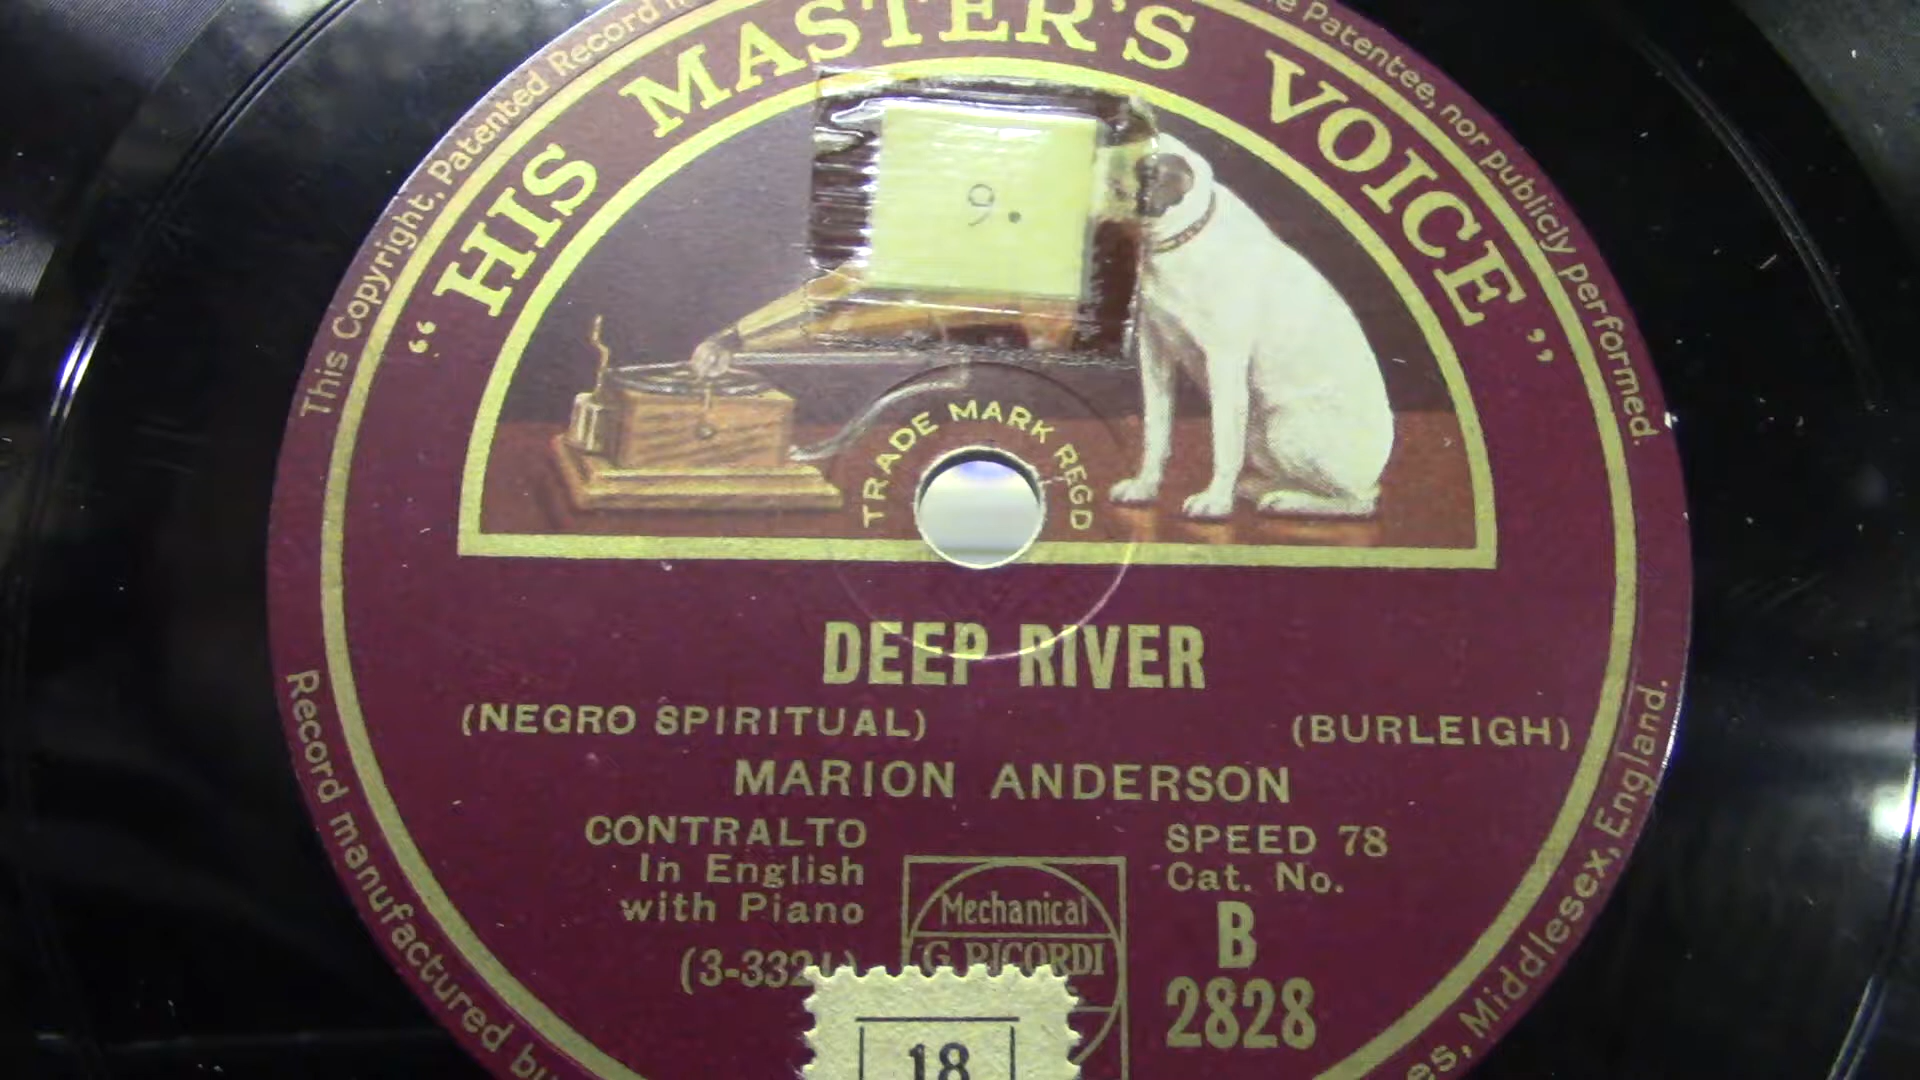 This Copyright, Patented Record
Patentee, nor publicly performed.
“HIS MASTER'S VOICE”
9.
TRADE MARK REGD
DEEP RIVER
(NEGRO SPIRITUAL) (BURLEIGH)
MARION ANDERSON
CONTRALTO
In English
with Piano
SPEED 78
Cat. No.
B
2828
Mechanical
G. RICORDI
18
Record manufactured
Middlesex, England.